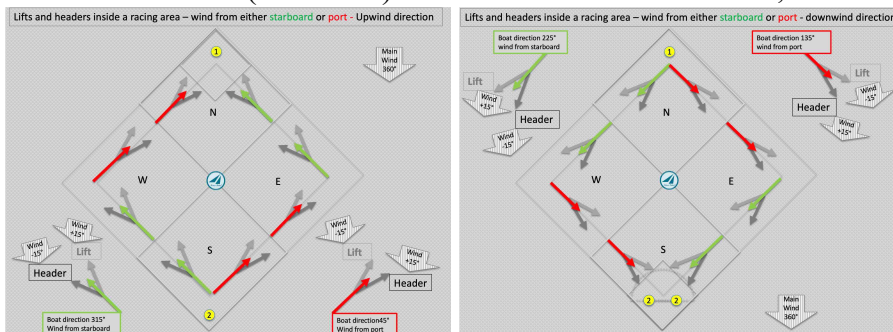 Lifts and headers inside a racing area – wind from either starboard or port - Upwind direction
1
Main
Wind
360°
N
W
E
S
2
Wind
+15°
Wind
-15°
Lift
Header
Boat direction 315°
Wind from starboard
Wind
-15°
Wind
+15°
Lift
Header
Boat direction45°
Wind from port
Lifts and headers inside a racing area – wind from either starboard or port - downwind direction
Boat direction 225°
wind from starboard
Lift
Wind
+15°
Header
Wind
-15°
1
Boat direction 135°
wind from port
Lift
Wind
-15°
Header
Wind
+15°
N
W
E
S
2 2
Main
Wind
360°